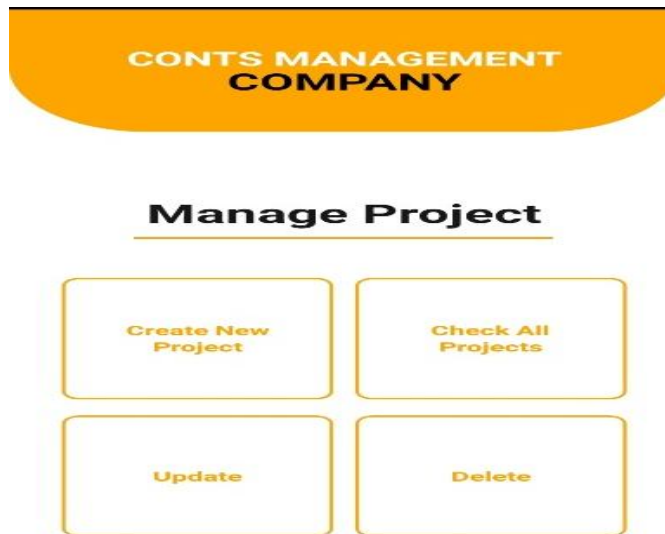 CONTS MANAGEMENT
COMPANY
Manage Project
Create New
Project
Check All
Projects
Update
Delete